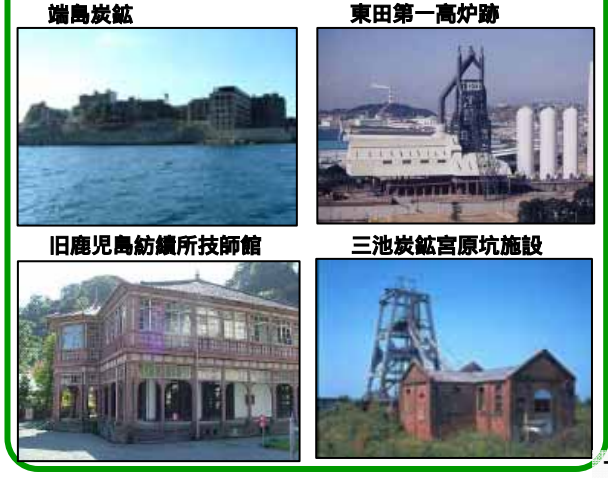 端島炭鉱
東田第一高炉跡
旧鹿児島紡績所技師館
三池炭鉱宮原坑施設